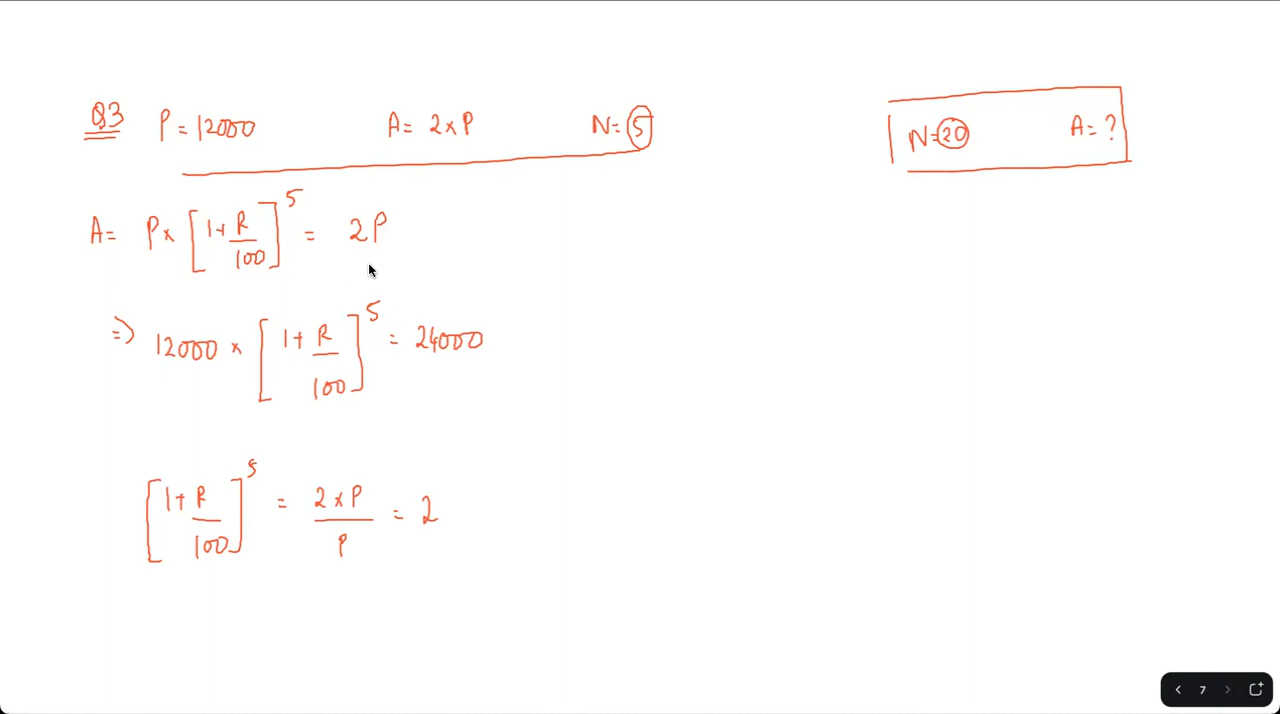 Q3 P = 12000 A = 2 x P N = 5
N = 20 A = ?
A = P x [1 + R/100]^5 = 2P
=> 12000 x [1 + R/100]^5 = 24000
[1 + R/100]^5 = 2 x P / P = 2
7